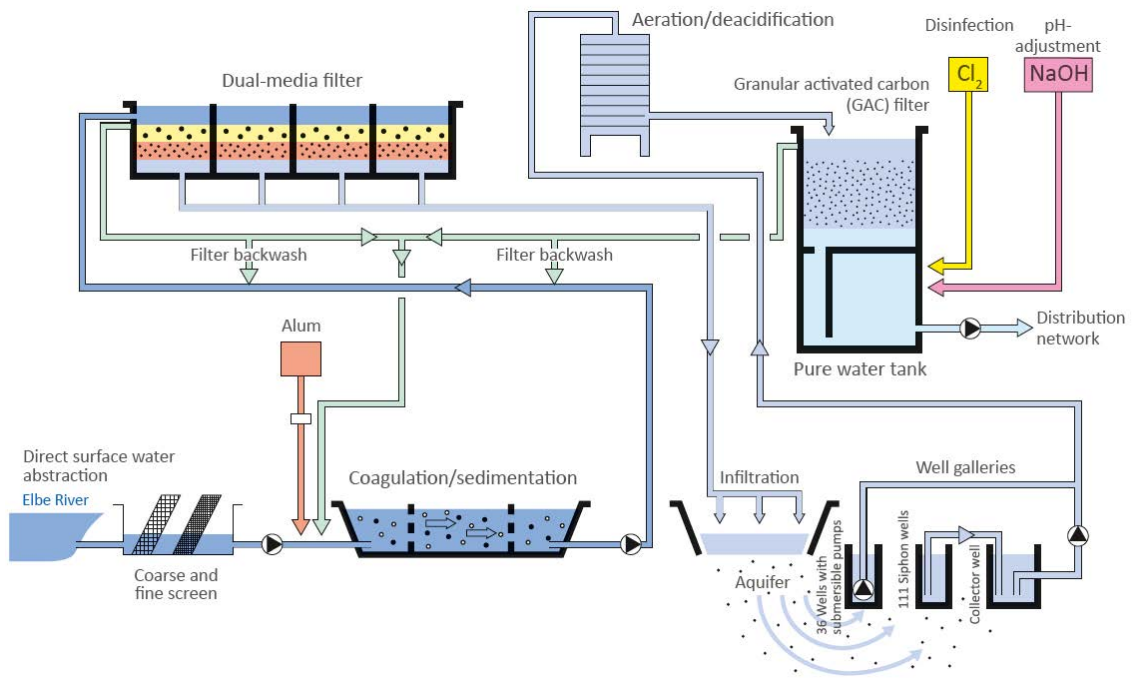 Aeration/deacidification
Disinfection
pH-
adjustment
Cl2
NaOH
Dual-media filter
Granular activated carbon
(GAC) filter
Filter backwash
Filter backwash
Alum
Distribution
network
Pure water tank
Direct surface water
abstraction
Elbe River
Coagulation/sedimentation
Infiltration
Well galleries
Coarse and
fine screen
Aquifer
36 Wells with
submersible pumps
111 Siphon wells
Collector well